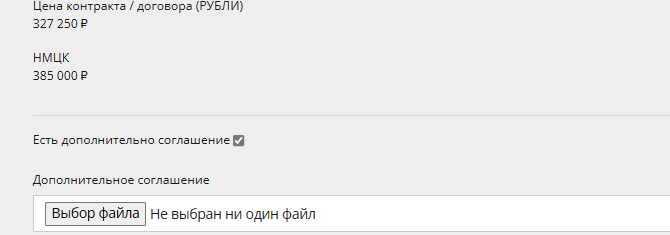 Цена контракта / договора (РУБЛИ)
327 250 ₽
НМЦК
385 000 ₽
Есть дополнительно соглашение
Дополнительное соглашение
Выбор файла Не выбран ни один файл